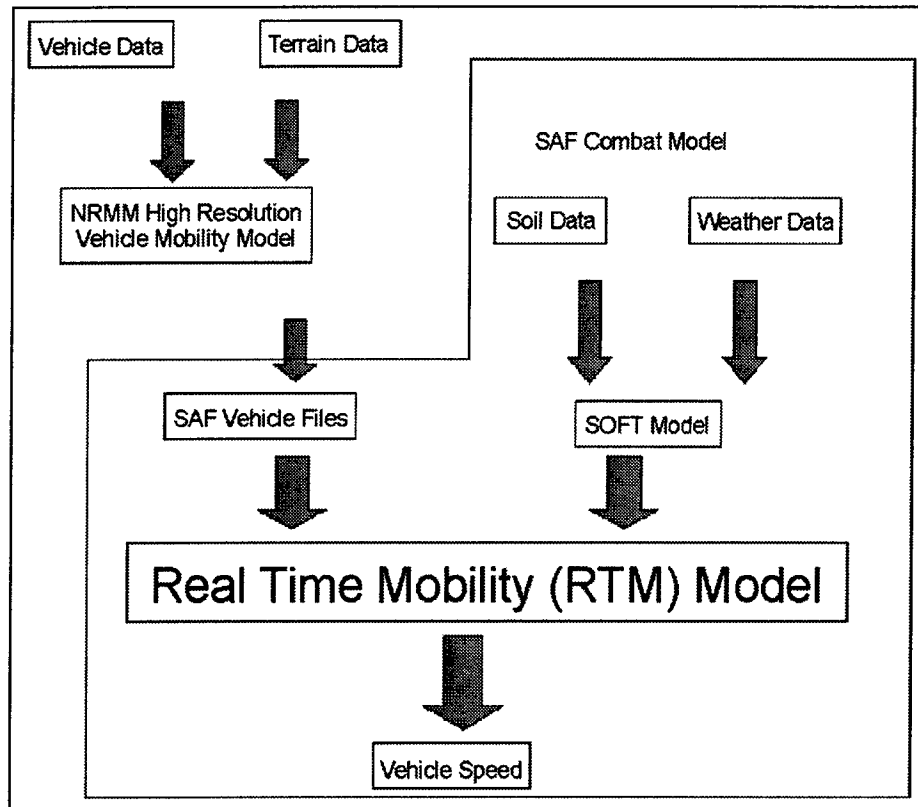 Vehicle Data
Terrain Data
SAF Combat Model
NRMM High Resolution
Vehicle Mobility Model
Soil Data
Weather Data
SAF Vehicle Files
SOFT Model
Real Time Mobility (RTM) Model
Vehicle Speed